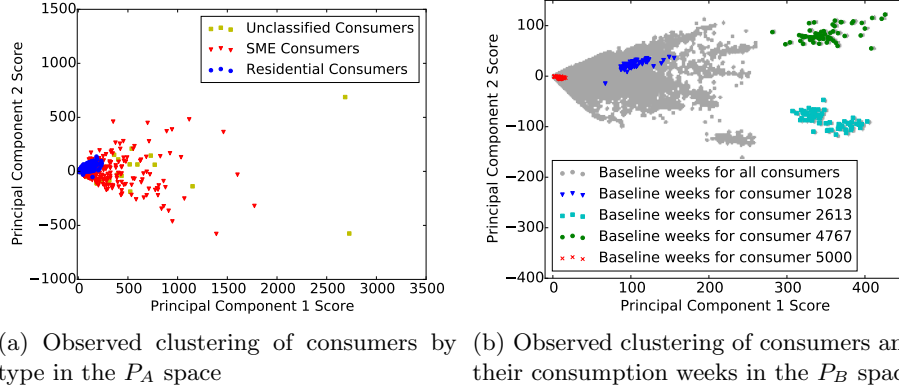 1500
1000
500
0
−500
−1000
0 500 1000 1500 2000 2500 3000 3500
Principal Component 2 Score
Principal Component 1 Score
Unclassified Consumers
SME Consumers
Residential Consumers
100
0
−100
−200
−300
−400
0 100 200 300 400
Principal Component 2 Score
Principal Component 1 Score
Baseline weeks for all consumers
Baseline weeks for consumer 1028
Baseline weeks for consumer 2613
Baseline weeks for consumer 4767
Baseline weeks for consumer 5000
(a) Observed clustering of consumers by
type in the P_A space
(b) Observed clustering of consumers an
their consumption weeks in the P_B spac